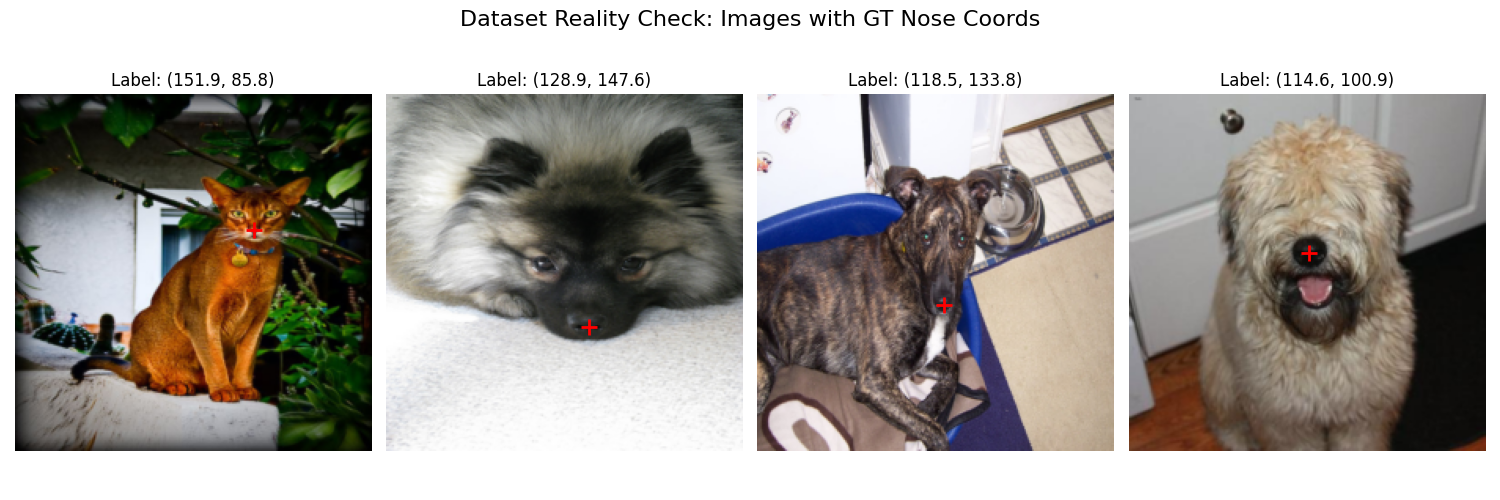 Dataset Reality Check: Images with GT Nose Coords
Label: (151.9, 85.8)
Label: (128.9, 147.6)
Label: (118.5, 133.8)
Label: (114.6, 100.9)